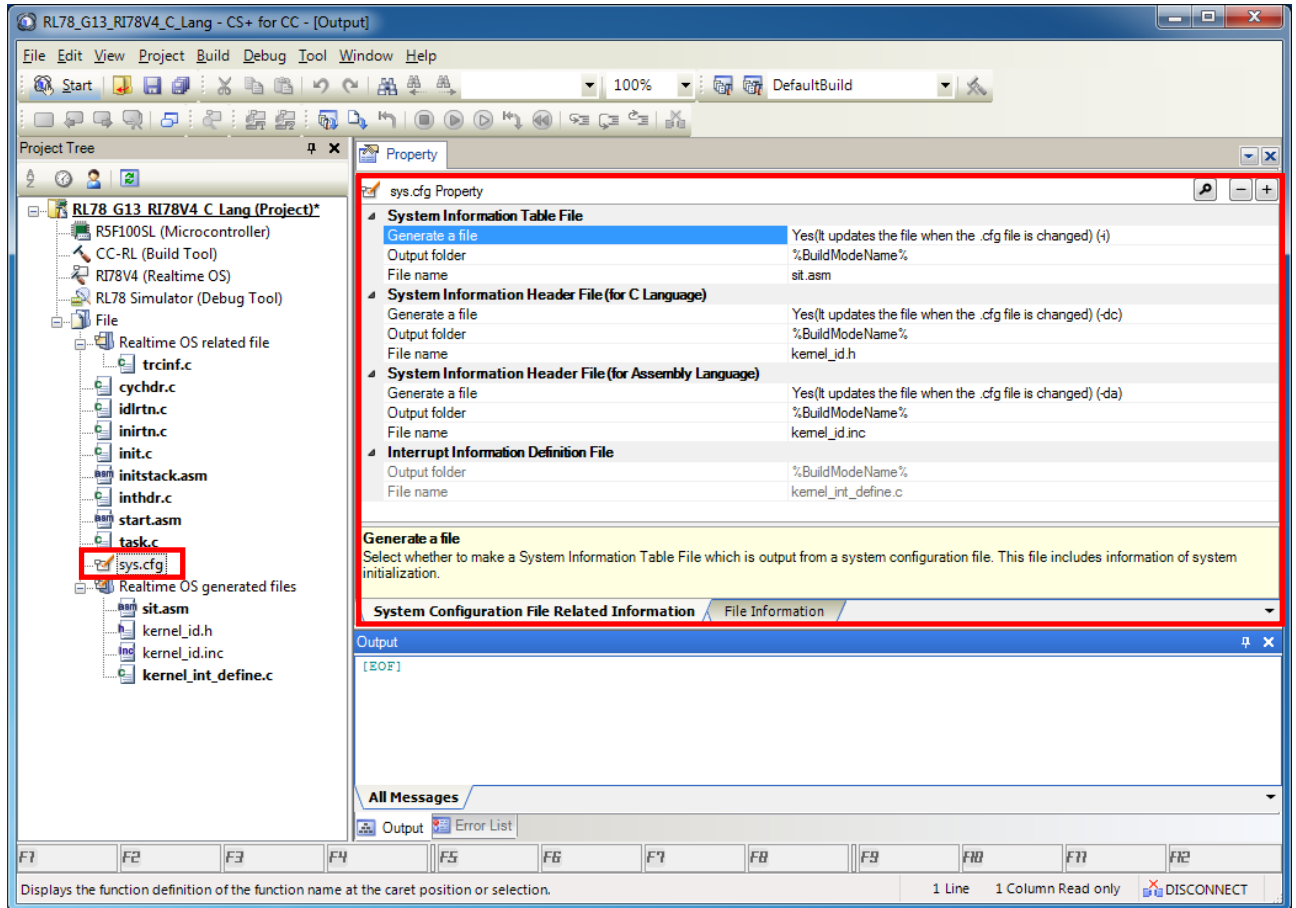 RL78_G13_RI78V4_C_Lang - CS+ for CC - [Output]
File Edit View Project Build Debug Tool Window Help
Start 100% DefaultBuild
Project Tree
RL78_G13_RI78V4_C_Lang (Project)*
R5F100SL (Microcontroller)
CC-RL (Build Tool)
RI78V4 (Realtime OS)
RL78 Simulator (Debug Tool)
File
Realtime OS related file
trcinf.c
cychdr.c
idlrtn.c
inirtn.c
init.c
initstack.asm
inthdr.c
start.asm
task.c
sys.cfg
Realtime OS generated files
sit.asm
kernel_id.h
kernel_id.inc
kernel_int_define.c
Property
sys.cfg Property
System Information Table File
Generate a file Yes(It updates the file when the .cfg file is changed) (-i)
Output folder %BuildModeName%
File name sit.asm
System Information Header File (for C Language)
Generate a file Yes(It updates the file when the .cfg file is changed) (-dc)
Output folder %BuildModeName%
File name kernel_id.h
System Information Header File (for Assembly Language)
Generate a file Yes(It updates the file when the .cfg file is changed) (-da)
Output folder %BuildModeName%
File name kernel_id.inc
Interrupt Information Definition File
Output folder %BuildModeName%
File name kernel_int_define.c
Generate a file
Select whether to make a System Information Table File which is output from a system configuration file. This file includes information of system
initialization.
System Configuration File Related Information File Information
Output
[EOF]
All Messages
Output Error List
F1 F2 F3 F4 F5 F6 F7 F8 F9 F10 F11 F12
Displays the function definition of the function name at the caret position or selection. 1 Line 1 Column Read only DISCONNECT